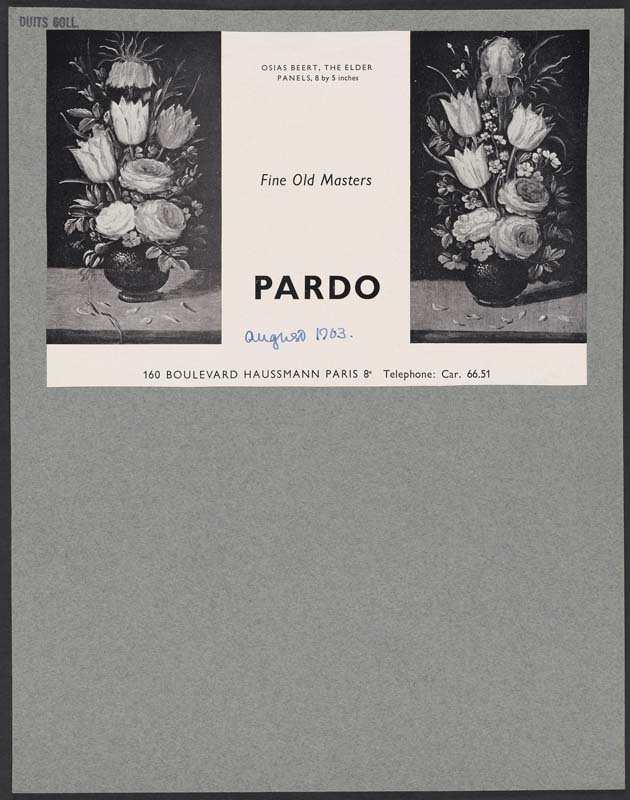 DUITS COLL.
OSIAS BEERT, THE ELDER
PANELS, 8 by 5 inches
Fine Old Masters
PARDO
august 1963.
160 BOULEVARD HAUSSMANN PARIS 8e Telephone: Car. 66.51